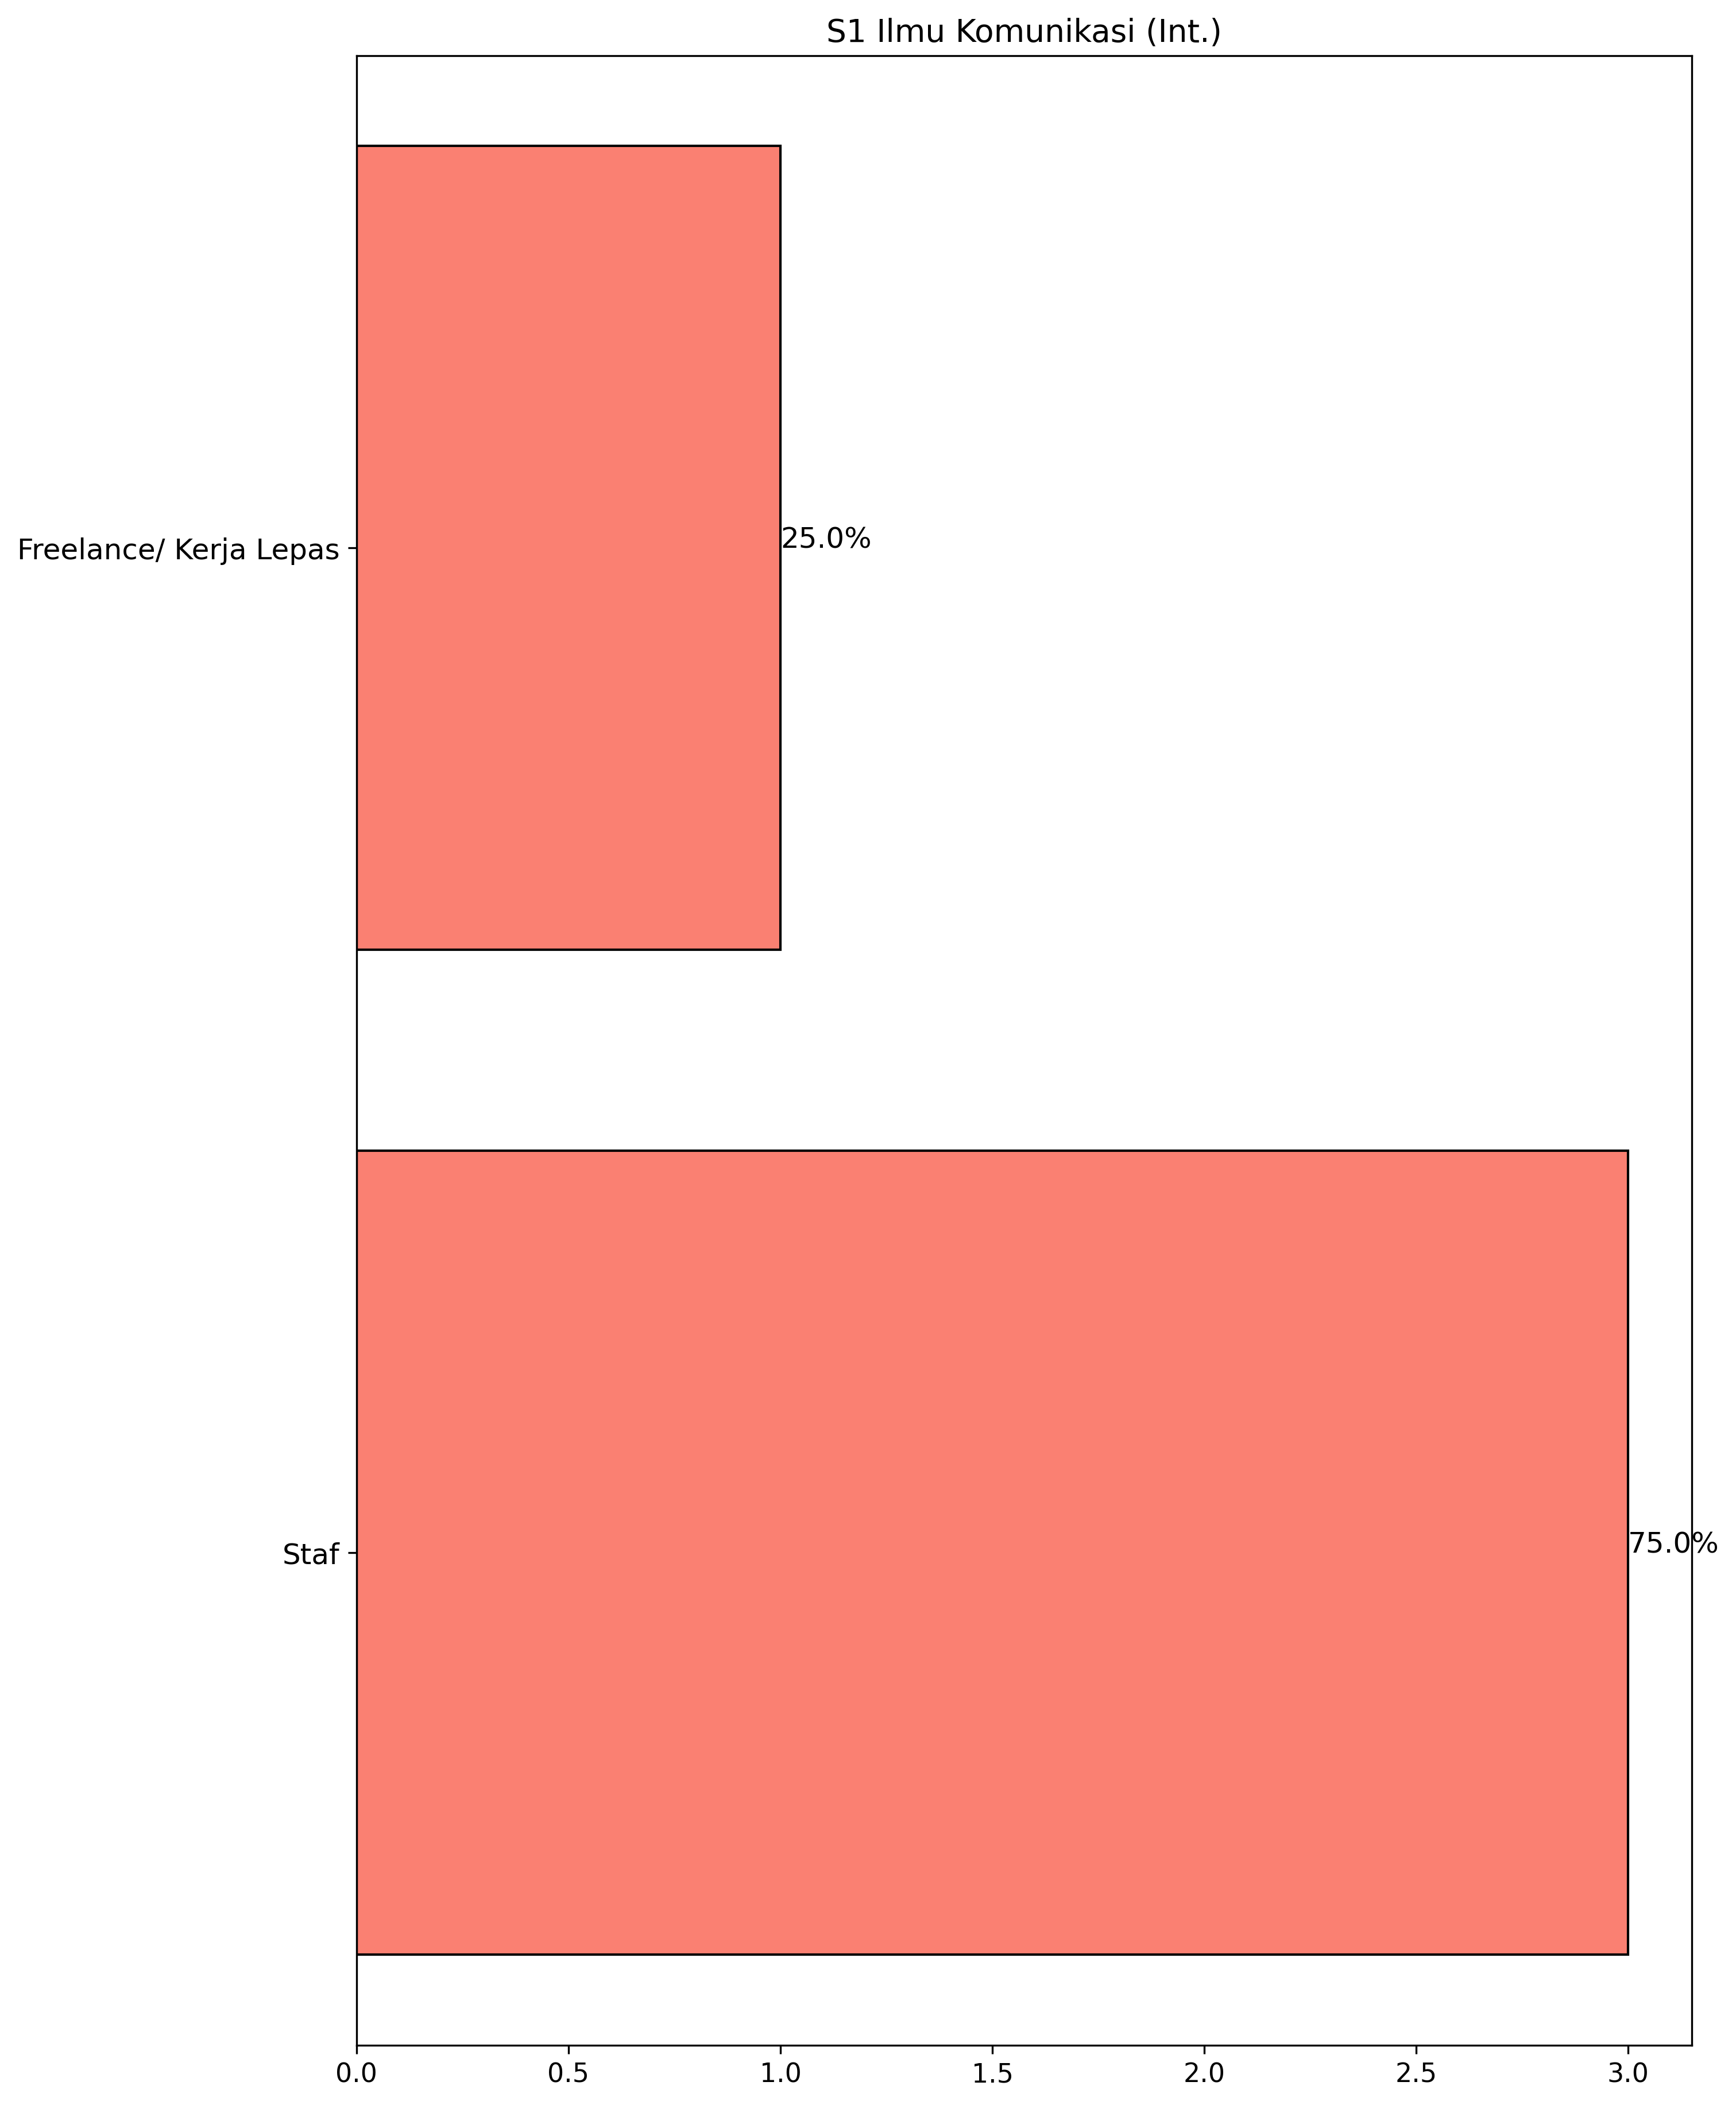 S1 Ilmu Komunikasi (Int.)
Freelance/ Kerja Lepas
25.0%
Staf
75.0%
0.0 0.5 1.0 1.5 2.0 2.5 3.0